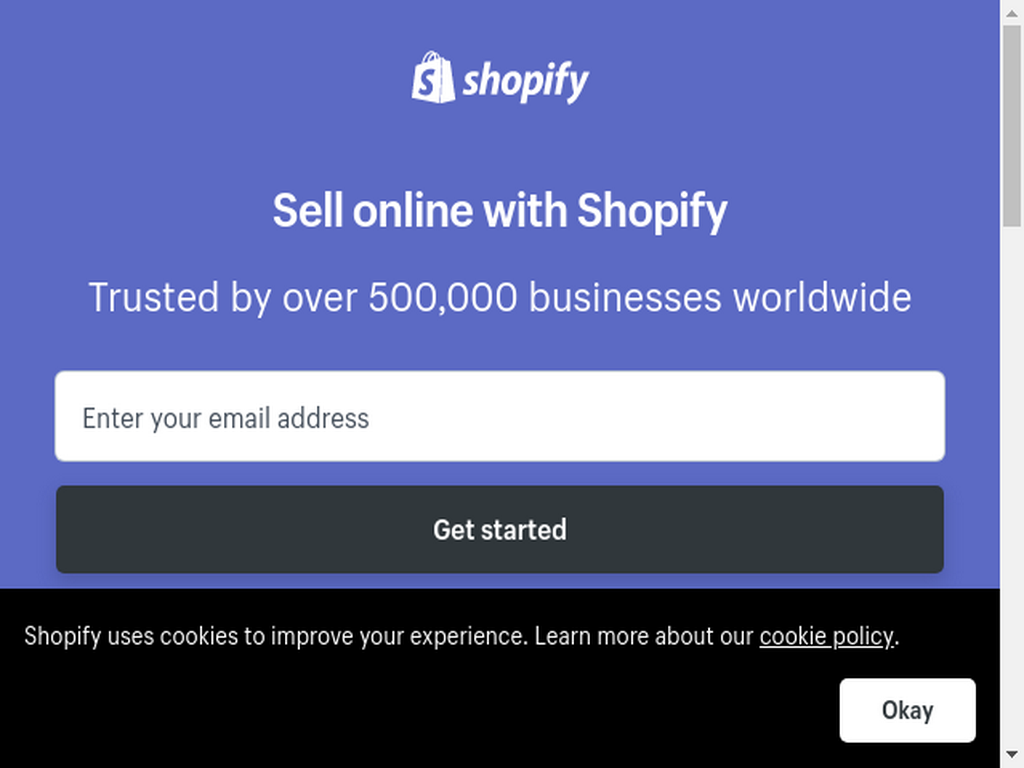 shopify
Sell online with Shopify
Trusted by over 500,000 businesses worldwide
Enter your email address
Get started
Shopify uses cookies to improve your experience. Learn more about our cookie policy.
Okay